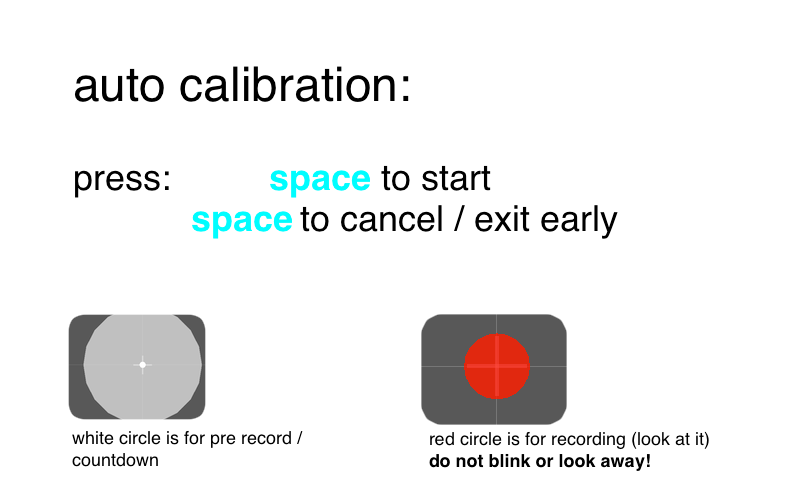 auto calibration:
press: space to start
space to cancel / exit early
white circle is for pre record /
countdown
red circle is for recording (look at it)
do not blink or look away!